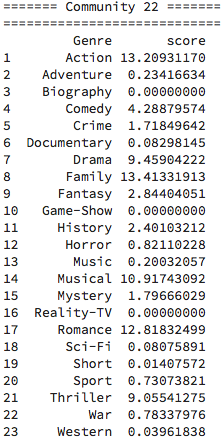 ======= Community 22 =======
============================
Genre score
1 Action 13.20931170
2 Adventure 0.23416634
3 Biography 0.00000000
4 Comedy 4.28879574
5 Crime 1.71849642
6 Documentary 0.08298145
7 Drama 9.45904222
8 Family 13.41331913
9 Fantasy 2.84404051
10 Game-Show 0.00000000
11 History 2.40103212
12 Horror 0.82110228
13 Music 0.20032057
14 Musical 10.91743092
15 Mystery 1.79666029
16 Reality-TV 0.00000000
17 Romance 12.81832499
18 Sci-Fi 0.08075891
19 Short 0.01407572
20 Sport 0.73073821
21 Thriller 9.05541275
22 War 0.78337976
23 Western 0.03961838